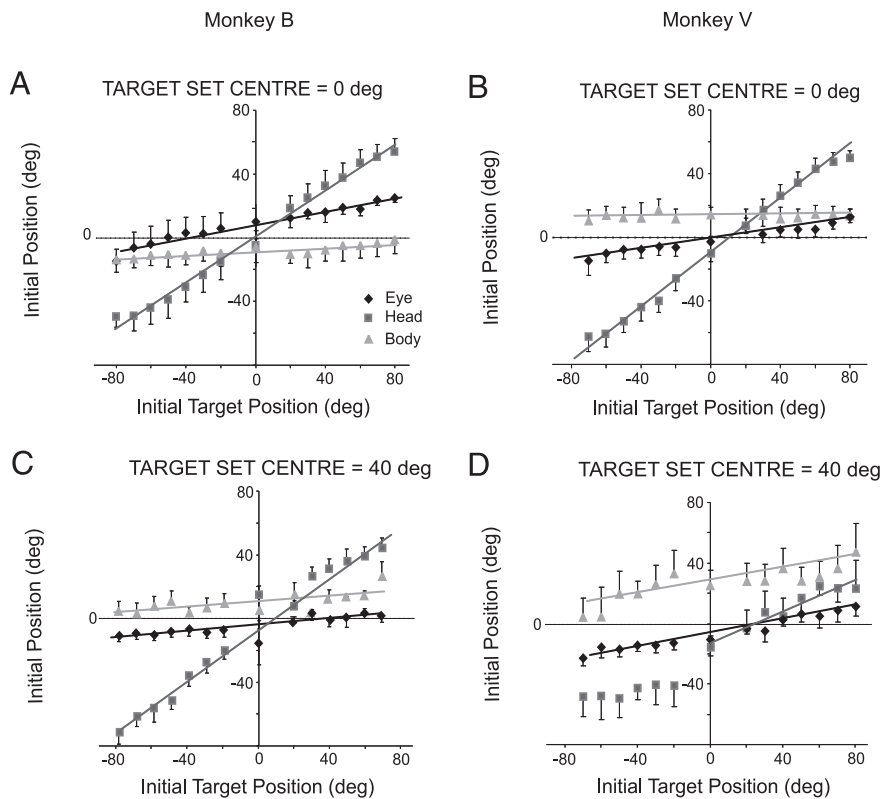 Monkey B
Monkey V
A
TARGET SET CENTRE = 0 deg
80
40
0
-40
-80
-40
0
40
80
Initial Position (deg)
Initial Target Position (deg)
Eye
Head
Body
B
TARGET SET CENTRE = 0 deg
80
40
0
-40
-80
-40
0
40
80
Initial Position (deg)
Initial Target Position (deg)
C
TARGET SET CENTRE = 40 deg
80
40
0
-40
-80
-40
0
40
80
Initial Position (deg)
Initial Target Position (deg)
D
TARGET SET CENTRE = 40 deg
80
40
0
-40
-80
-40
0
40
80
Initial Position (deg)
Initial Target Position (deg)